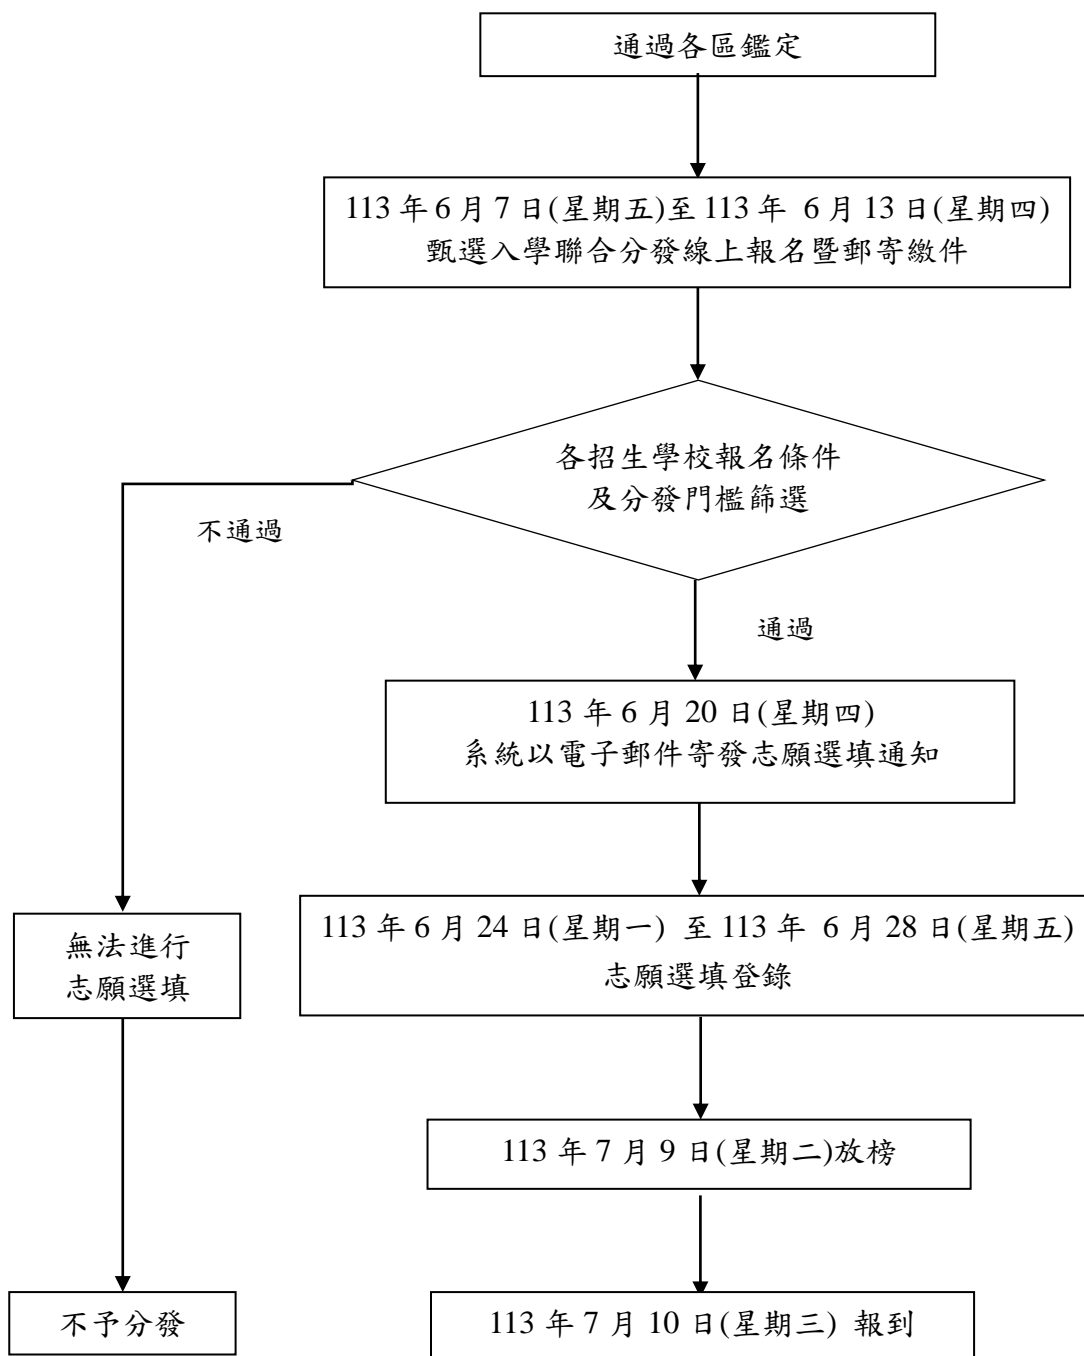 通過各區鑑定
113 年 6 月 7 日(星期五)至 113 年 6 月 13 日(星期四)
甄選入學聯合分發線上報名暨郵寄繳件
各招生學校報名條件
及分發門檻篩選
不通過
通過
113 年 6 月 20 日(星期四)
系統以電子郵件寄發志願選填通知
113 年 6 月 24 日(星期一) 至 113 年 6 月 28 日(星期五)
志願選填登錄
無法進行
志願選填
113 年 7 月 9 日(星期二)放榜
不予分發
113 年 7 月 10 日(星期三) 報到